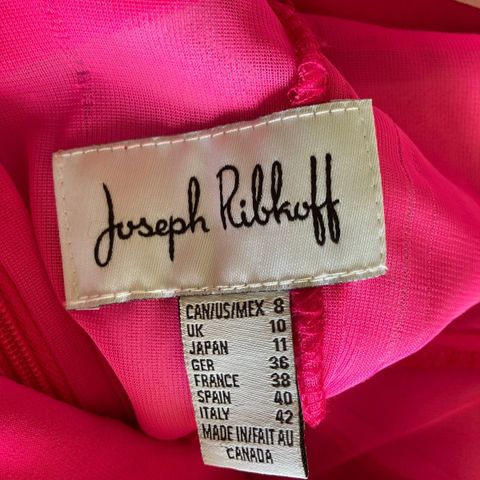 Joseph Ribkoff
CAN/US/MEX 8
UK 10
JAPAN 11
GER 36
FRANCE 38
SPAIN 40
ITALY 42
MADE IN/FAIT AU
CANADA